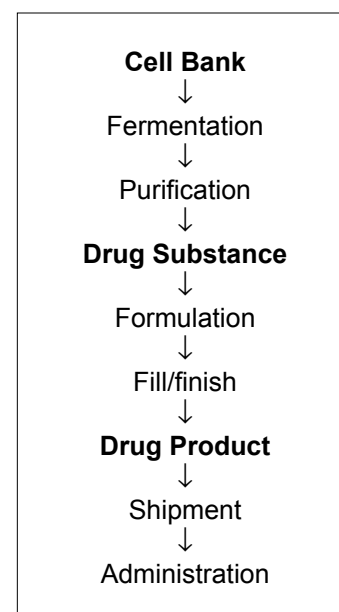 Cell Bank
↓
Fermentation
↓
Purification
↓
Drug Substance
↓
Formulation
↓
Fill/finish
↓
Drug Product
↓
Shipment
↓
Administration